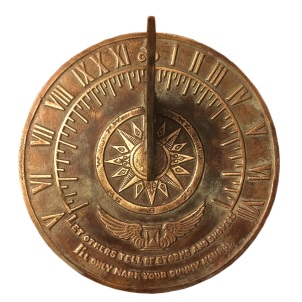 V VI VII VIII IX X XI I II III IV V VI VII
LET OTHERS TELL OF STORMS AND SHOWERS
I'LL ONLY MARK YOUR SUNNY HOURS